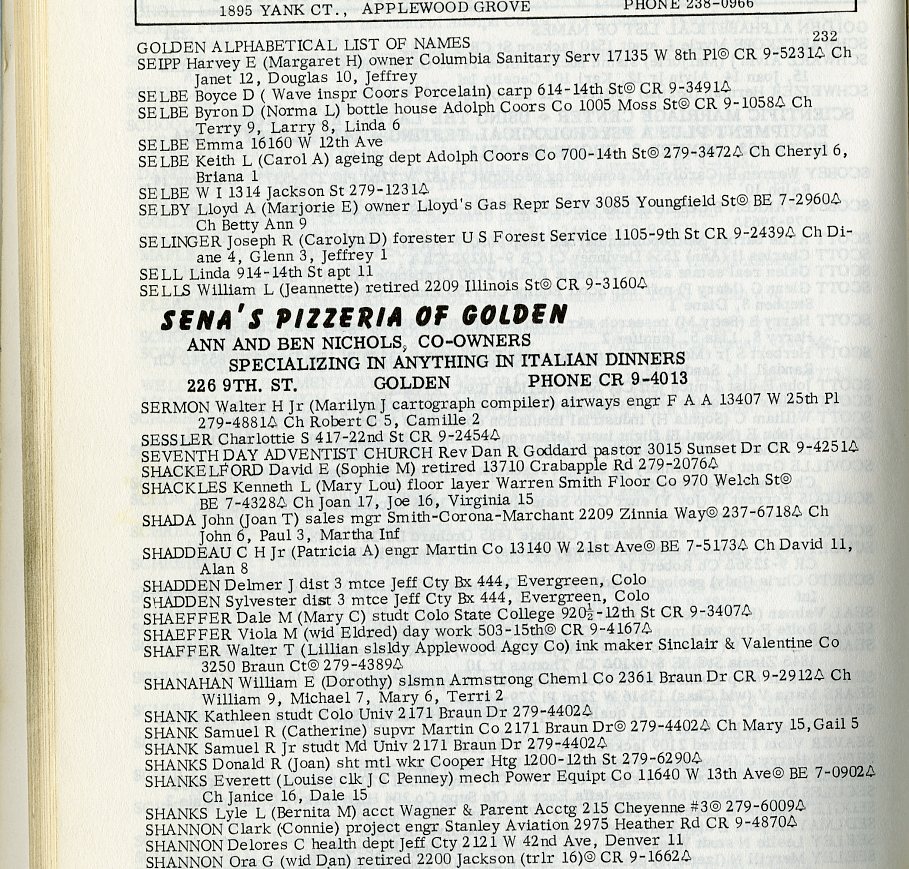 1895 YANK CT., APPLEWOOD GROVE PHONE 238-0966
232
GOLDEN ALPHABETICAL LIST OF NAMES
SEIPP Harvey E (Margaret H) owner Columbia Sanitary Serv 17135 W 8th Pl⊚ CR 9-5231△ Ch
Janet 12, Douglas 10, Jeffrey
SELBE Boyce D ( Wave inspr Coors Porcelain) carp 614-14th St⊚ CR 9-3491△
SELBE Byron D (Norma L) bottle house Adolph Coors Co 1005 Moss St⊚ CR 9-1058△ Ch
Terry 9, Larry 8, Linda 6
SELBE Emma 16160 W 12th Ave
SELBE Keith L (Carol A) ageing dept Adolph Coors Co 700-14th St⊚ 279-3472△ Ch Cheryl 6,
Briana 1
SELBE W I 1314 Jackson St 279-1231△
SELBY Lloyd A (Marjorie E) owner Lloyd's Gas Repr Serv 3085 Youngfield St⊚ BE 7-2960△
Ch Betty Ann 9
SELINGER Joseph R (Carolyn D) forester U S Forest Service 1105-9th St CR 9-2439△ Ch Di-
ane 4, Glenn 3, Jeffrey 1
SELL Linda 914-14th St apt 11
SELLS William L (Jeannette) retired 2209 Illinois St⊚ CR 9-3160△
SENA'S PIZZERIA OF GOLDEN
ANN AND BEN NICHOLS, CO-OWNERS
SPECIALIZING IN ANYTHING IN ITALIAN DINNERS
226 9TH. ST. GOLDEN PHONE CR 9-4013
SERMON Walter H Jr (Marilyn J cartograph compiler) airways engr F A A 13407 W 25th Pl
279-4881△ Ch Robert C 5, Camille 2
SESSLER Charlottie S 417-22nd St CR 9-2454△
SEVENTH DAY ADVENTIST CHURCH Rev Dan R Goddard pastor 3015 Sunset Dr CR 9-4251△
SHACKELFORD David E (Sophie M) retired 13710 Crabapple Rd 279-2076△
SHACKLES Kenneth L (Mary Lou) floor layer Warren Smith Floor Co 970 Welch St⊚
BE 7-4328△ Ch Joan 17, Joe 16, Virginia 15
SHADA John (Joan T) sales mgr Smith-Corona-Marchant 2209 Zinnia Way⊚ 237-6718△ Ch
John 6, Paul 3, Martha Inf
SHADDEAU C H Jr (Patricia A) engr Martin Co 13140 W 21st Ave⊚ BE 7-5173△ Ch David 11,
Alan 8
SHADDEN Delmer J dist 3 mtce Jeff Cty Bx 444, Evergreen, Colo
SHADDEN Sylvester dist 3 mtce Jeff Cty Bx 444, Evergreen, Colo
SHAEFFER Dale M (Mary C) studt Colo State College 920½-12th St CR 9-3407△
SHAEFFER Viola M (wid Eldred) day work 503-15th⊚ CR 9-4167△
SHAFFER Walter T (Lillian slsldy Applewood Agcy Co) ink maker Sinclair & Valentine Co
3250 Braun Ct⊚ 279-4389△
SHANAHAN William E (Dorothy) slsmn Armstrong Cheml Co 2361 Braun Dr CR 9-2912△ Ch
William 9, Michael 7, Mary 6, Terri 2
SHANK Kathleen studt Colo Univ 2171 Braun Dr 279-4402△
SHANK Samuel R (Catherine) supvr Martin Co 2171 Braun Dr⊚ 279-4402△ Ch Mary 15,Gail 5
SHANK Samuel R Jr studt Md Univ 2171 Braun Dr 279-4402△
SHANKS Donald R (Joan) sht mtl wkr Cooper Htg 1200-12th St 279-6290△
SHANKS Everett (Louise clk J C Penney) mech Power Equipt Co 11640 W 13th Ave⊚ BE 7-0902△
Ch Janice 16, Dale 15
SHANKS Lyle L (Bernita M) acct Wagner & Parent Acctg 215 Cheyenne #3⊚ 279-6009△
SHANNON Clark (Connie) project engr Stanley Aviation 2975 Heather Rd CR 9-4870△
SHANNON Delores C health dept Jeff Cty 2121 W 42nd Ave, Denver 11
SHANNON Ora G (wid Dan) retired 2200 Jackson (trlr 16)⊚ CR 9-1662△